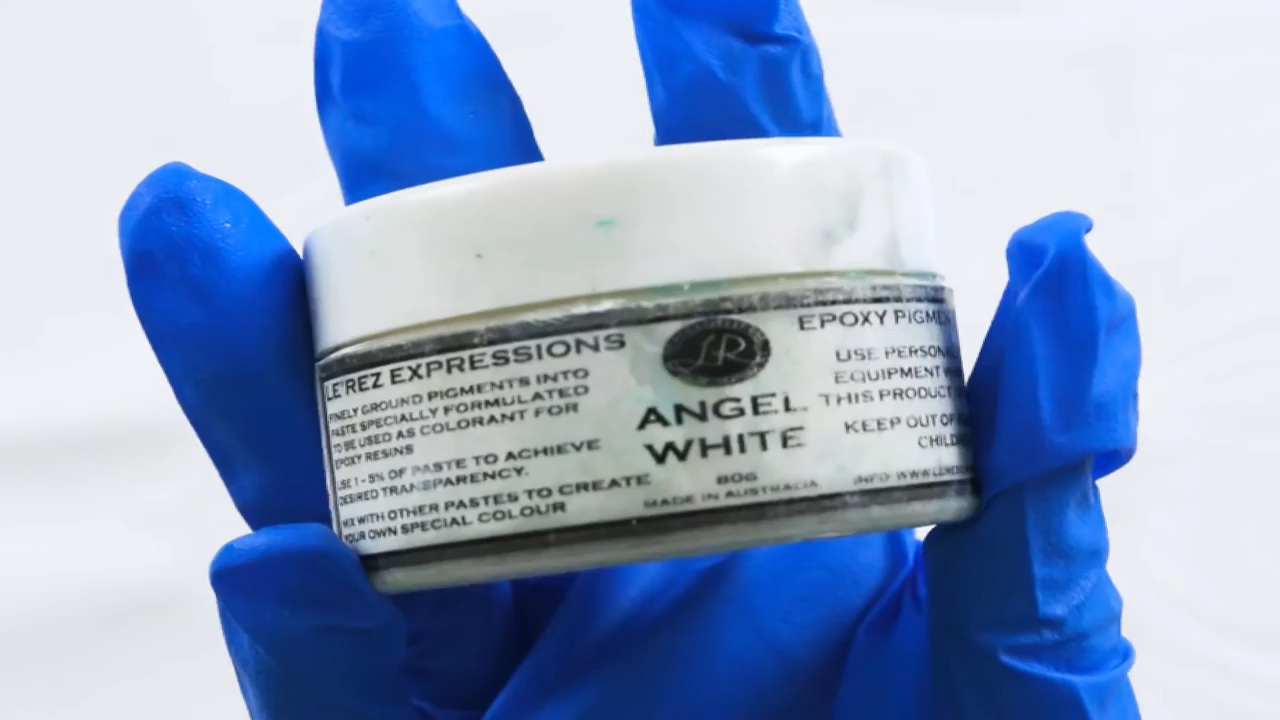 LE'REZ EXPRESSIONS
FINELY GROUND PIGMENTS INTO
PASTE SPECIALLY FORMULATED
TO BE USED AS COLORANT FOR
EPOXY RESINS
USE 1 - 5% OF PASTE TO ACHIEVE
DESIRED TRANSPARENCY.
MIX WITH OTHER PASTES TO CREATE
YOUR OWN SPECIAL COLOUR
LR
ANGEL
WHITE
80G
MADE IN AUSTRALIA
EPOXY PIGMEN
USE PERSONAL
EQUIPMENT
THIS PRODUCT
KEEP OUT OF
CHILD
INFO: WWW.LE